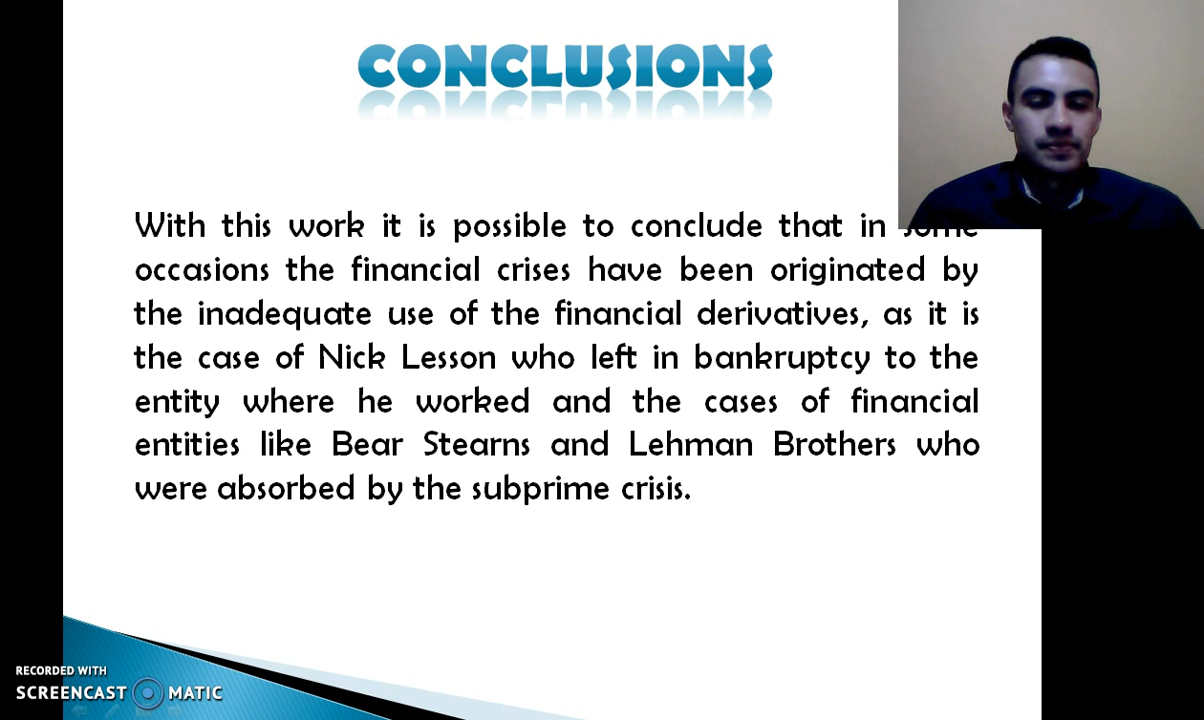 CONCLUSIONS
With this work it is possible to conclude that in some
occasions the financial crises have been originated by
the inadequate use of the financial derivatives, as it is
the case of Nick Lesson who left in bankruptcy to the
entity where he worked and the cases of financial
entities like Bear Stearns and Lehman Brothers who
were absorbed by the subprime crisis.
RECORDED WITH
SCREENCAST MATIC